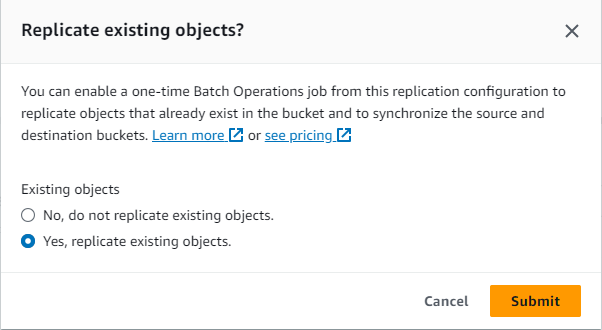 Replicate existing objects?
You can enable a one-time Batch Operations job from this replication configuration to
replicate objects that already exist in the bucket and to synchronize the source and
destination buckets. Learn more or see pricing
Existing objects
No, do not replicate existing objects.
Yes, replicate existing objects.
Cancel Submit